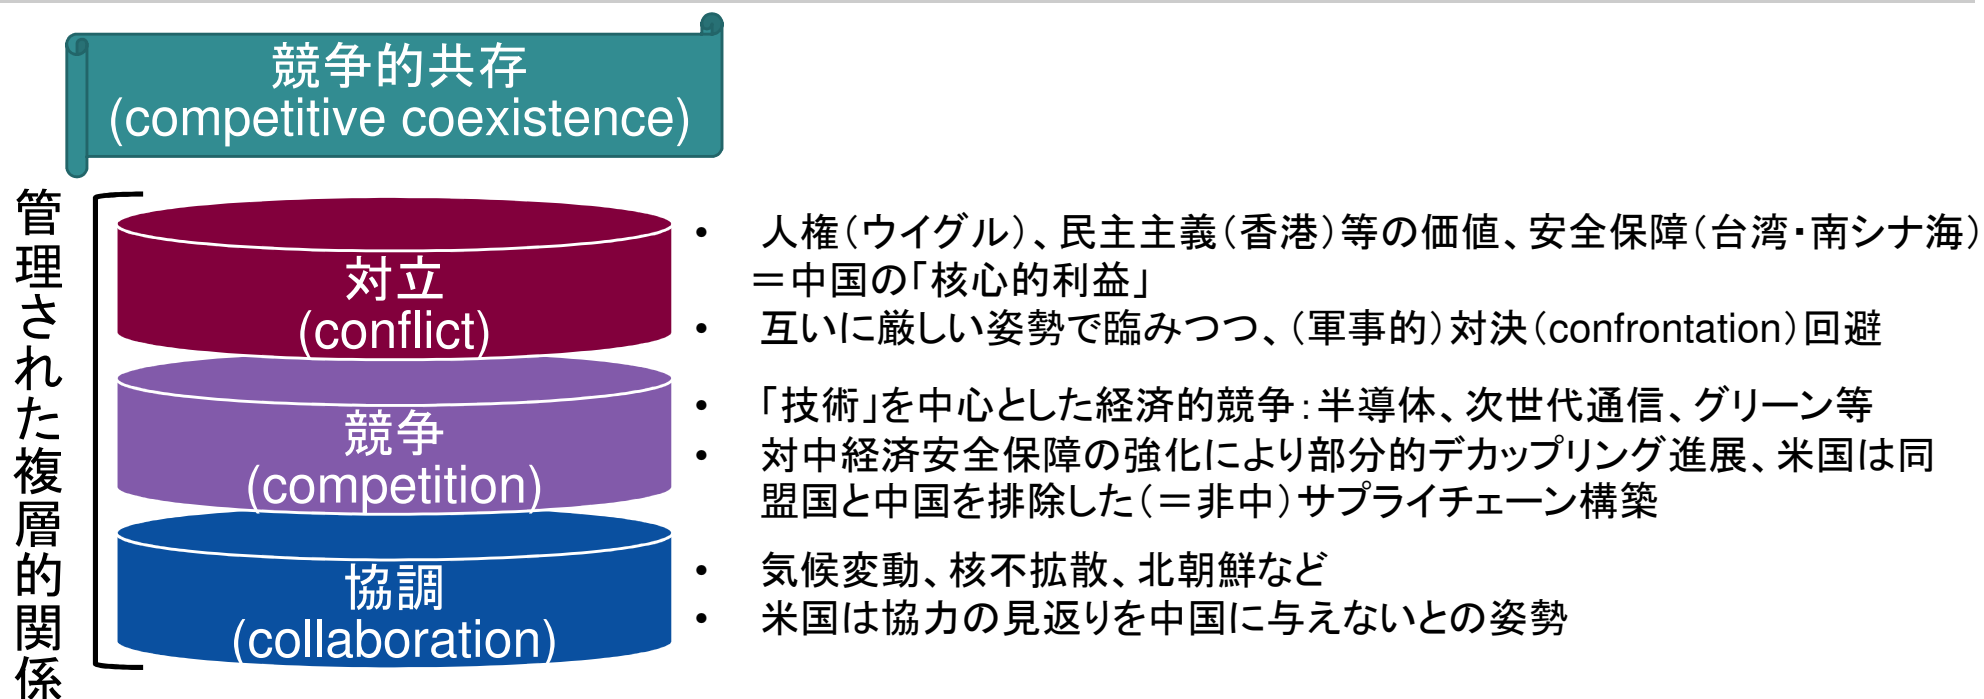 競争的共存
(competitive coexistence)
管理された複層的関係
対立
(conflict)
• 人権（ウイグル）、民主主義（香港）等の価値、安全保障（台湾・南シナ海）
＝中国の「核心的利益」
• 互いに厳しい姿勢で臨みつつ、（軍事的）対決（confrontation）回避
競争
(competition)
• 「技術」を中心とした経済的競争：半導体、次世代通信、グリーン等
• 対中経済安全保障の強化により部分的デカップリング進展、米国は同
盟国と中国を排除した（＝非中）サプライチェーン構築
協調
(collaboration)
• 気候変動、核不拡散、北朝鮮など
• 米国は協力の見返りを中国に与えないとの姿勢